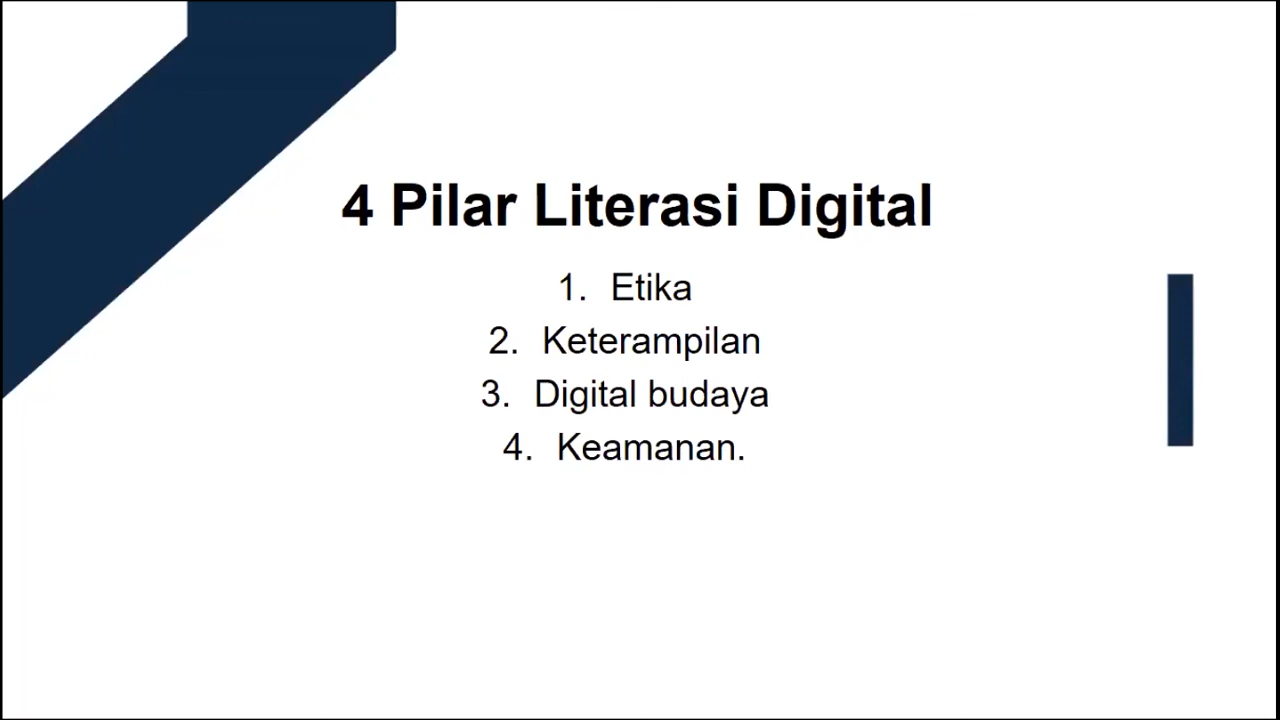 4 Pilar Literasi Digital
1. Etika
2. Keterampilan
3. Digital budaya
4. Keamanan.